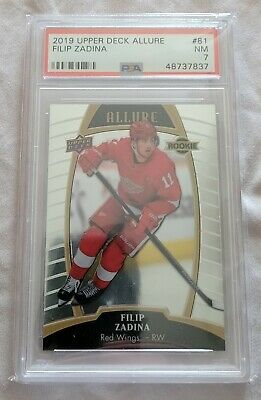 2019 UPPER DECK ALLURE #81
FILIP ZADINA NM
PSA 7
48737837
ALLURE
UPPER DECK
ROOKIE
11
FILIP
ZADINA
Red Wings - RW